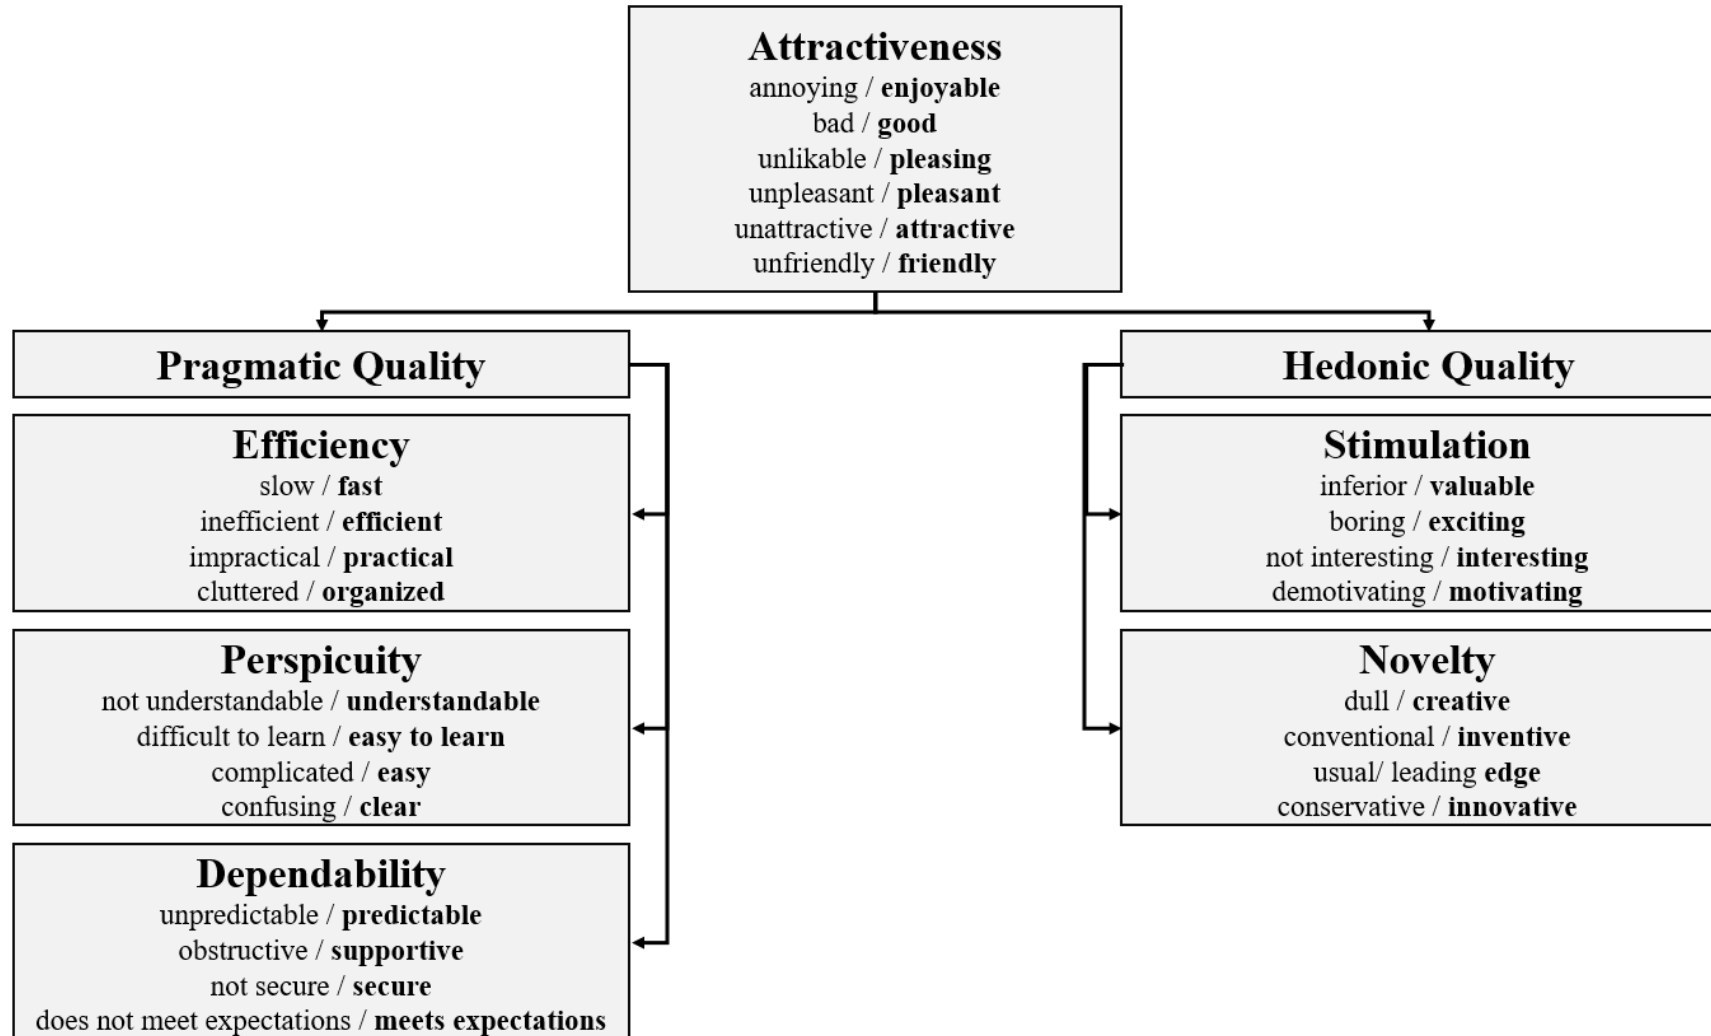 Attractiveness
annoying / enjoyable
bad / good
unlikable / pleasing
unpleasant / pleasant
unattractive / attractive
unfriendly / friendly
Pragmatic Quality
Efficiency
slow / fast
inefficient / efficient
impractical / practical
cluttered / organized
Perspicuity
not understandable / understandable
difficult to learn / easy to learn
complicated / easy
confusing / clear
Dependability
unpredictable / predictable
obstructive / supportive
not secure / secure
does not meet expectations / meets expectations
Hedonic Quality
Stimulation
inferior / valuable
boring / exciting
not interesting / interesting
demotivating / motivating
Novelty
dull / creative
conventional / inventive
usual/ leading edge
conservative / innovative